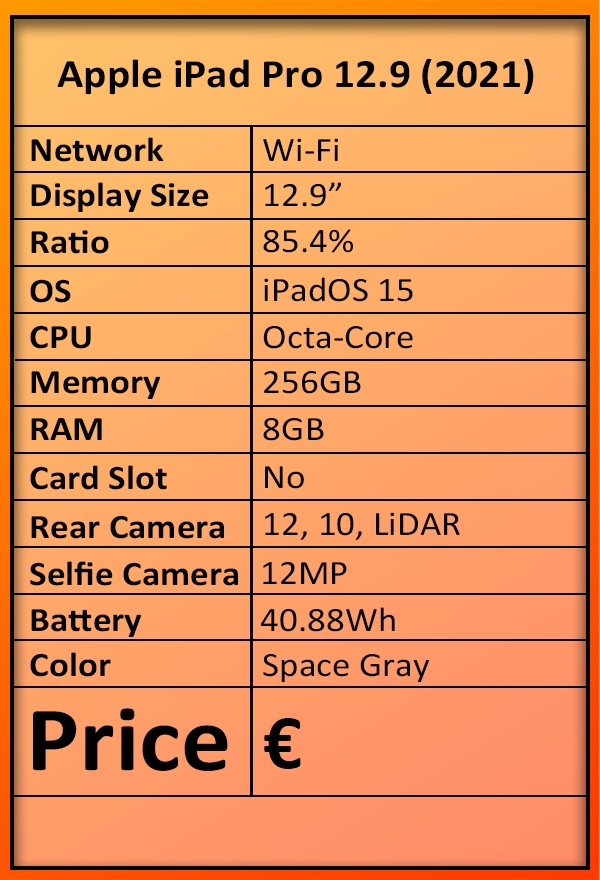 Apple iPad Pro 12.9 (2021)
Network Wi-Fi
Display Size 12.9”
Ratio 85.4%
OS iPadOS 15
CPU Octa-Core
Memory 256GB
RAM 8GB
Card Slot No
Rear Camera 12, 10, LiDAR
Selfie Camera 12MP
Battery 40.88Wh
Color Space Gray
Price €